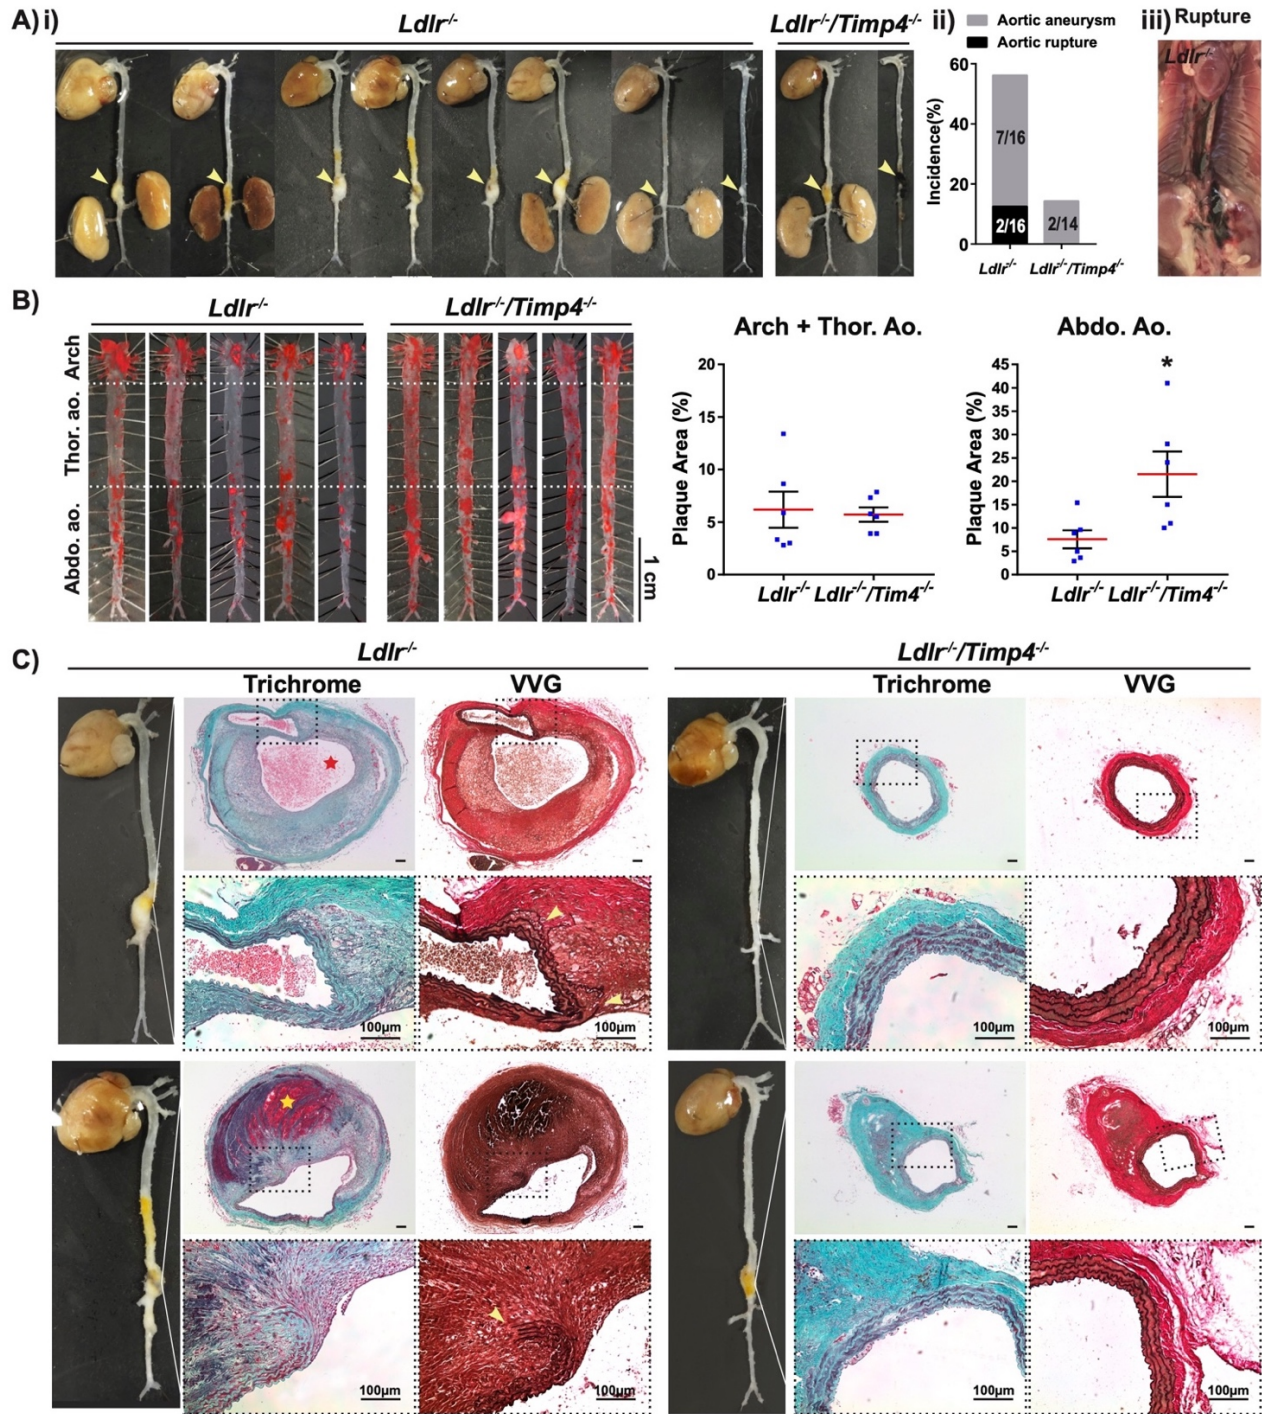 A) i)
Ldlr-/-
Ldlr-/-/Timp4-/-
ii)
Aortic aneurysm
Aortic rupture
60
40
20
0
Incidence(%)
7/16
2/16
2/14
Ldlr-/-
Ldlr-/-/Timp4-/-
iii) Rupture
Ldlr-/-
B)
Ldlr-/-
Ldlr-/-/Timp4-/-
Arch
Thor. ao.
Abdo. ao.
1 cm
Arch + Thor. Ao.
Plaque Area (%)
20
15
10
5
0
Ldlr-/-
Ldlr-/-/Tim4-/-
Abdo. Ao.
Plaque Area (%)
45
40
35
30
25
20
15
10
5
0
*
Ldlr-/-
Ldlr-/-/Tim4-/-
C)
Ldlr-/-
Ldlr-/-/Timp4-/-
Trichrome
VVG
Trichrome
VVG
100µm
100µm
100µm
100µm
100µm
100µm
100µm
100µm